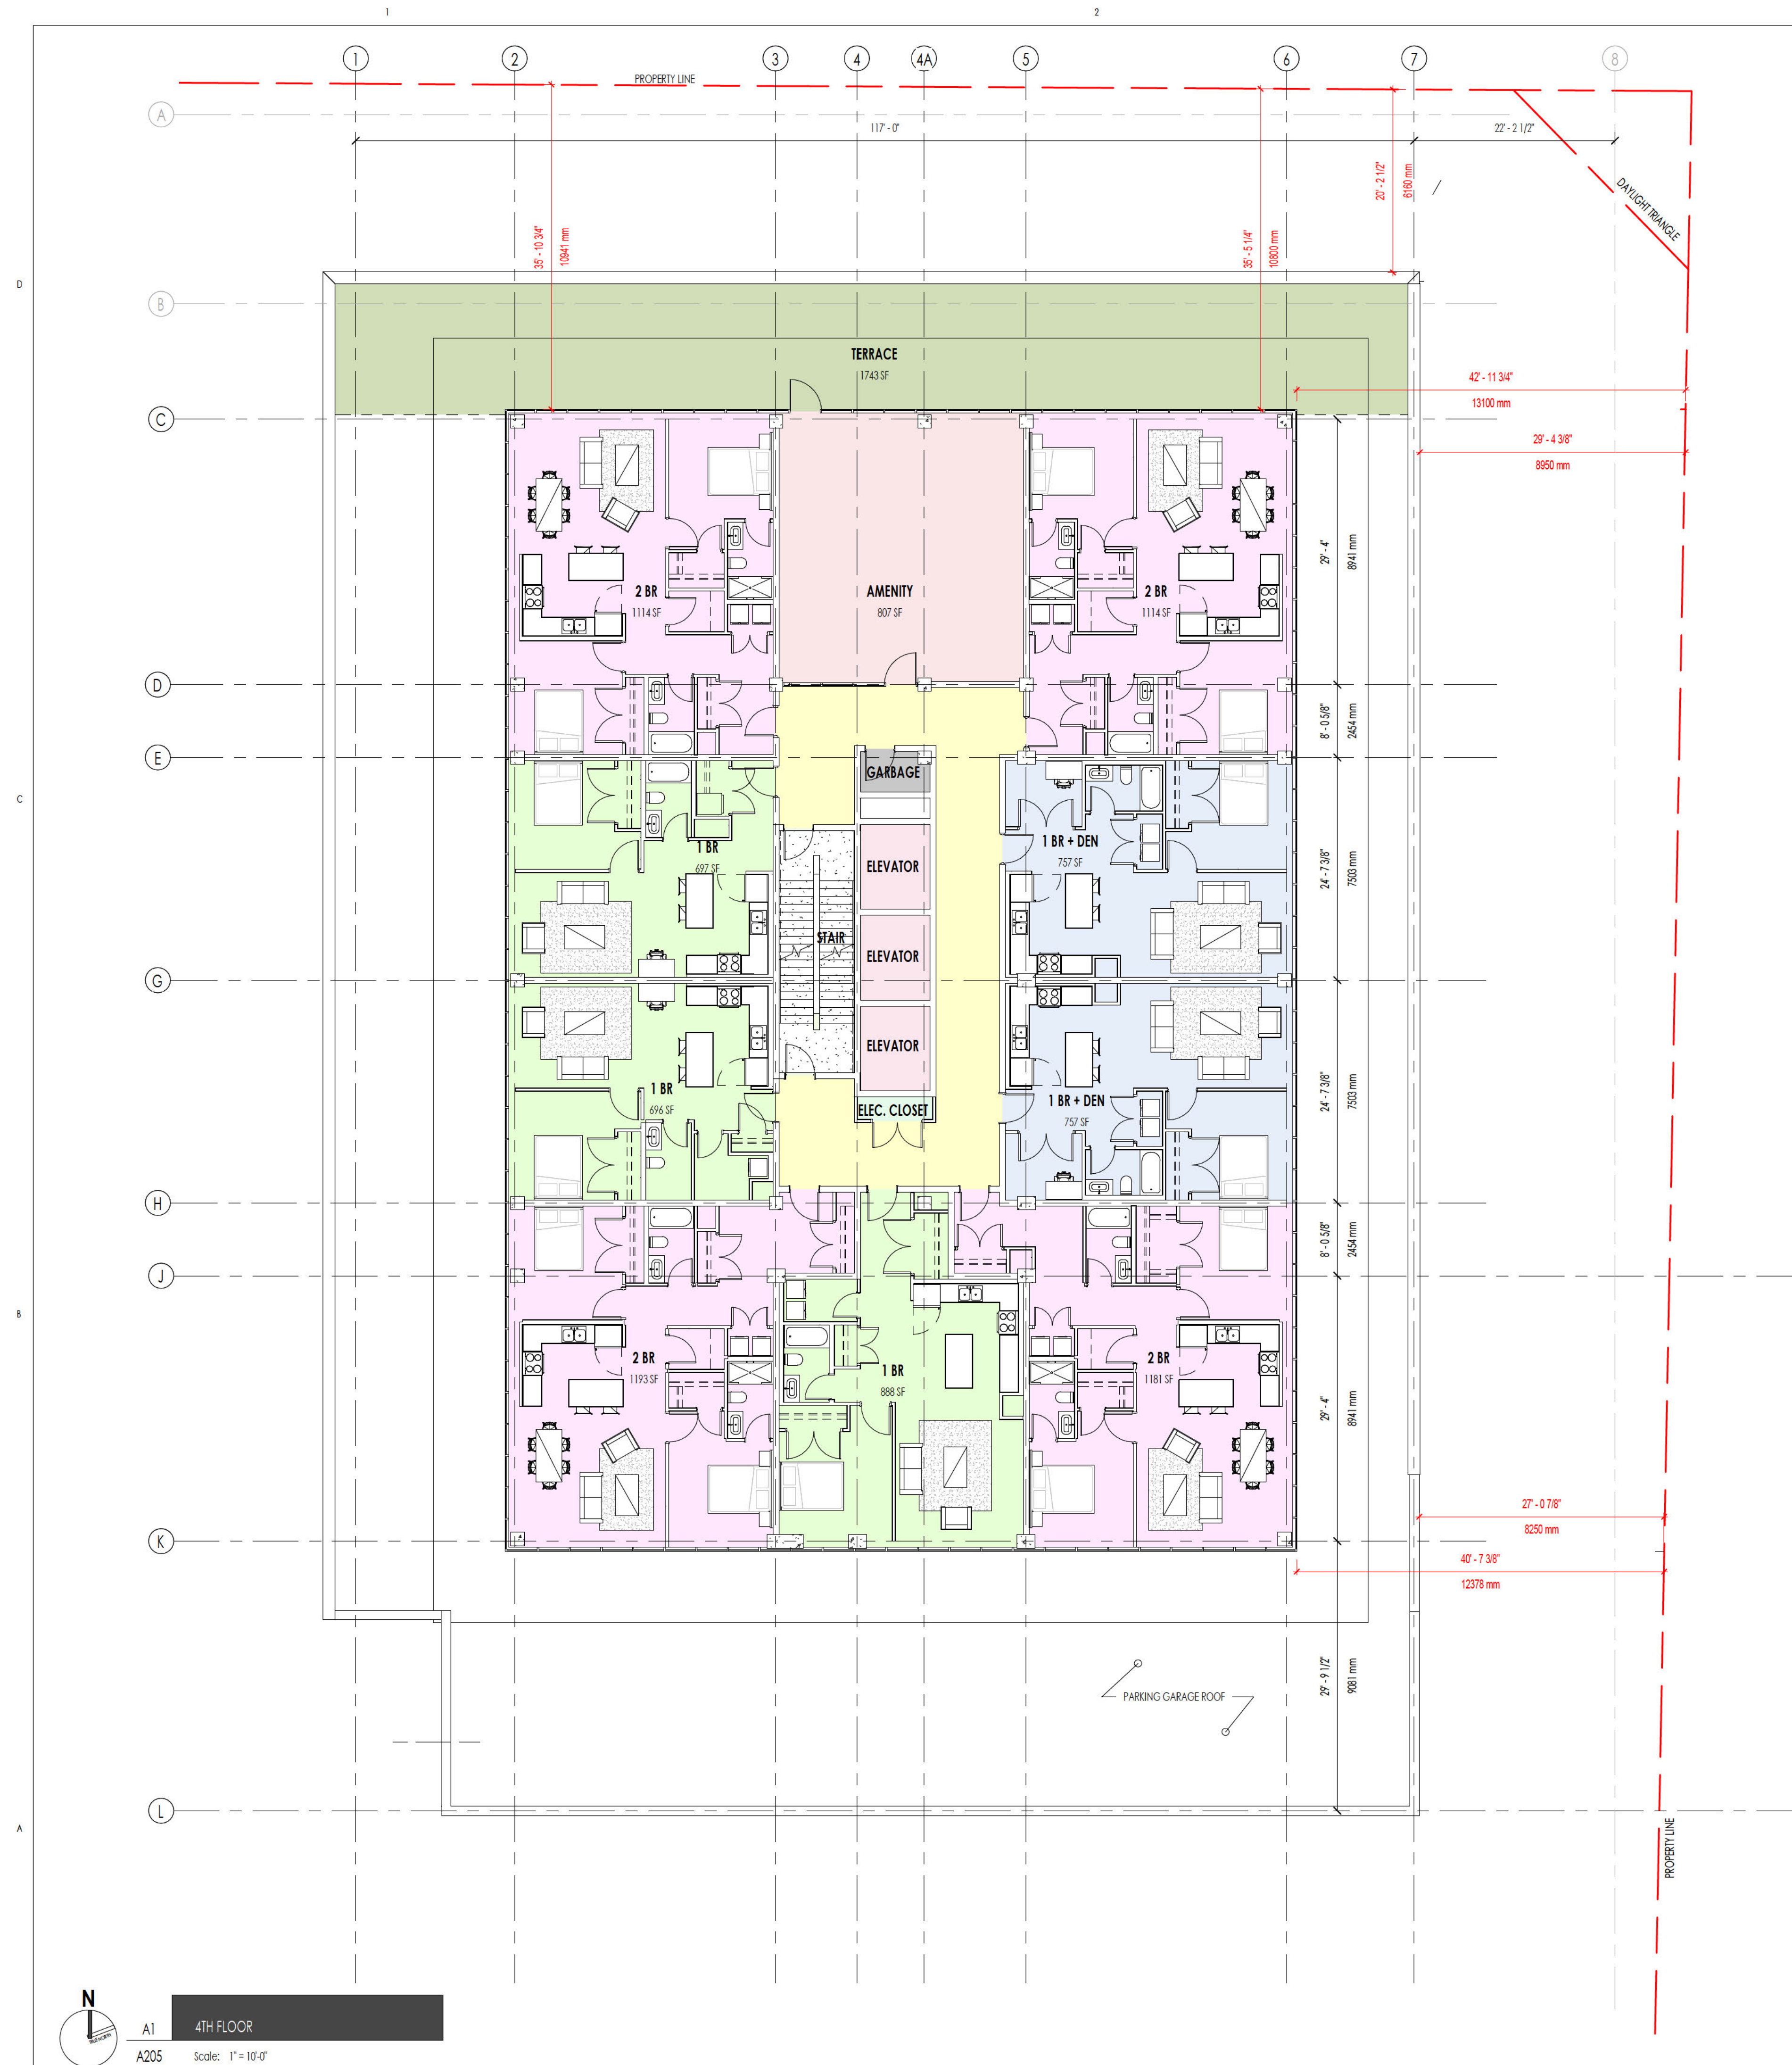 1
2
1
2
3
4
4A
5
6
7
8
PROPERTY LINE
A
117' - 0"
22' - 2 1/2"
20' - 2 1/2"
6160 mm
DAYLIGHT TRIANGLE
35' - 10 3/4"
10941 mm
35' - 5 1/4"
10800 mm
D
B
TERRACE
1743 SF
42' - 11 3/4"
13100 mm
C
29' - 4 3/8"
8950 mm
29' - 4"
8941 mm
2 BR
1114 SF
AMENITY
807 SF
2 BR
1114 SF
D
8' - 0 5/8"
2454 mm
E
GARBAGE
C
1 BR
697 SF
ELEVATOR
1 BR + DEN
757 SF
24' - 7 3/8"
7503 mm
STAIR
ELEVATOR
G
ELEVATOR
1 BR
696 SF
ELEC. CLOSET
1 BR + DEN
757 SF
24' - 7 3/8"
7503 mm
H
8' - 0 5/8"
2454 mm
J
B
2 BR
1193 SF
1 BR
888 SF
2 BR
1181 SF
29' - 4"
8941 mm
K
27' - 0 7/8"
8250 mm
40' - 7 3/8"
12378 mm
29' - 9 1/2"
9081 mm
PARKING GARAGE ROOF
L
A
PROPERTY LINE
N
TRUE NORTH
A1
4TH FLOOR
A205
Scale: 1" = 10'-0"